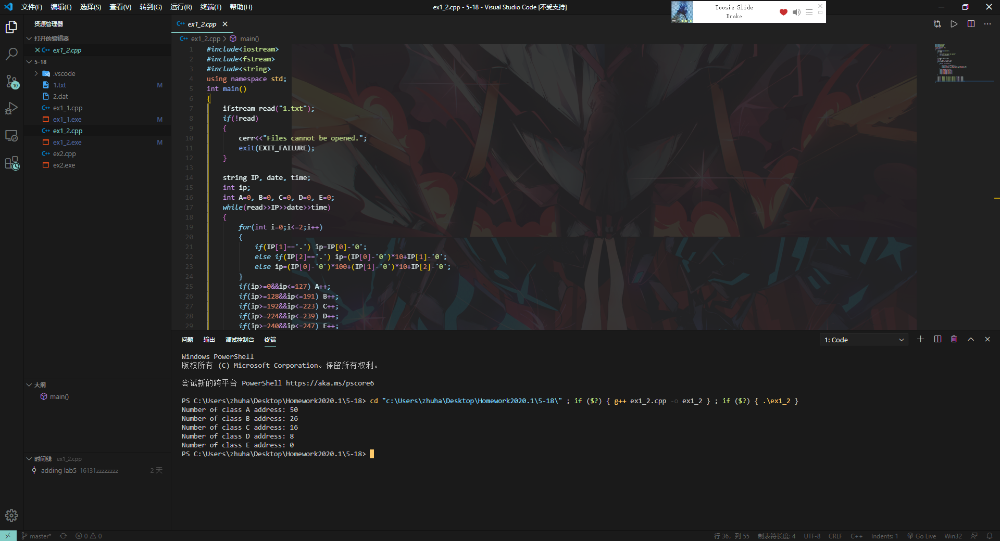 文件(F) 编辑(E) 选择(S) 查看(V) 转到(G) 运行(R) 终端(T) 帮助(H)
ex1_2.cpp - 5-18 - Visual Studio Code [不受支持]
Toosie Slide
Drake
资源管理器
打开的编辑器
ex1_2.cpp
5-18
.vscode
1.txt M
2.dat
ex1_1.cpp
ex1_1.exe M
ex1_2.cpp
ex1_2.exe M
ex2.cpp
ex2.exe
10
大纲
main()
时间线 ex1_2.cpp
adding lab5 16131zzzzzzzz 2 天
ex1_2.cpp
ex1_2.cpp > main()
1 #include<iostream>
2 #include<fstream>
3 #include<string>
4 using namespace std;
5 int main()
6 {
7 ifstream read("1.txt");
8 if(!read)
9 {
10 cerr<<"Files cannot be opened.";
11 exit(EXIT_FAILURE);
12 }
13
14 string IP, date, time;
15 int ip;
16 int A=0, B=0, C=0, D=0, E=0;
17 while(read>>IP>>date>>time)
18 {
19 for(int i=0;i<=2;i++)
20 {
21 if(IP[1]=='.') ip=IP[0]-'0';
22 else if(IP[2]=='.') ip=(IP[0]-'0')*10+IP[1]-'0';
23 else ip=(IP[0]-'0')*100+(IP[1]-'0')*10+IP[2]-'0';
24 }
25 if(ip>=0&&ip<=127) A++;
26 if(ip>=128&&ip<=191) B++;
27 if(ip>=192&&ip<=223) C++;
28 if(ip>=224&&ip<=239) D++;
29 if(ip>=240&&ip<=247) E++;
问题 输出 调试控制台 终端
1: Code
Windows PowerShell
版权所有 (C) Microsoft Corporation。保留所有权利。
尝试新的跨平台 PowerShell https://aka.ms/pscore6
PS C:\Users\zhuha\Desktop\Homework2020.1\5-18> cd "c:\Users\zhuha\Desktop\Homework2020.1\5-18\" ; if ($?) { g++ ex1_2.cpp -o ex1_2 } ; if ($?) { .\ex1_2 }
Number of class A address: 50
Number of class B address: 26
Number of class C address: 16
Number of class D address: 8
Number of class E address: 0
PS C:\Users\zhuha\Desktop\Homework2020.1\5-18>
master* 0 0
行 36, 列 55 制表符长度: 4 UTF-8 CRLF C++ Indents: 1 Go Live Win32